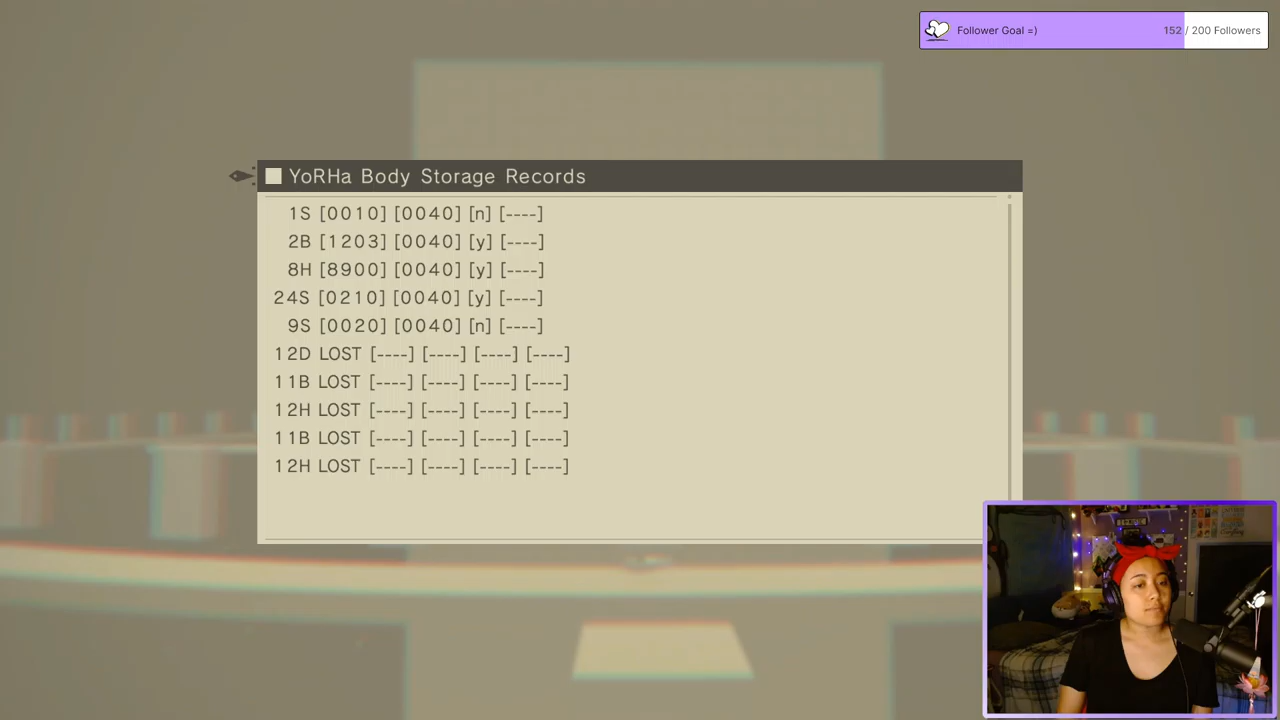 Follower Goal =)
152 / 200 Followers
YoRHa Body Storage Records
1S [0010] [0040] [n] [----]
2B [1203] [0040] [y] [----]
8H [8900] [0040] [y] [----]
24S [0210] [0040] [y] [----]
9S [0020] [0040] [n] [----]
12D LOST [----] [----] [----] [----]
11B LOST [----] [----] [----] [----]
12H LOST [----] [----] [----] [----]
11B LOST [----] [----] [----] [----]
12H LOST [----] [----] [----] [----]